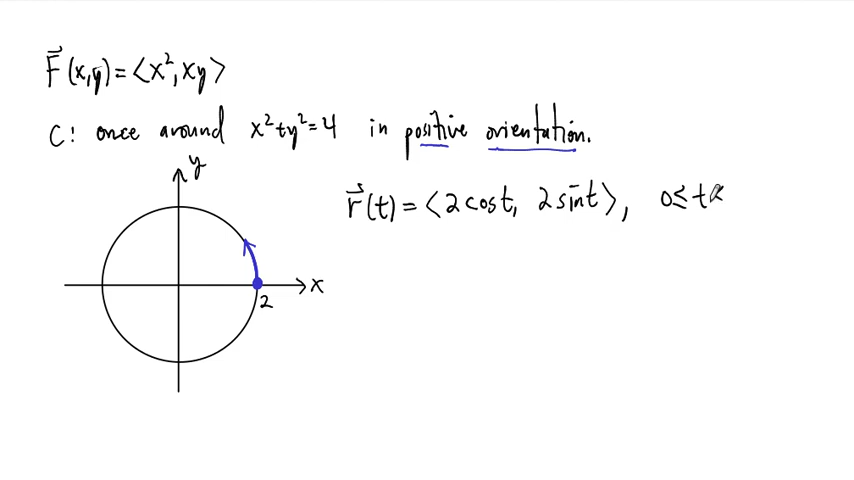 F⃗(x,y) = ⟨x², xy⟩
C: once around x²+y²=4 in positive orientation.
y
r⃗(t) = ⟨2cost, 2sint⟩, 0≤t
x
2